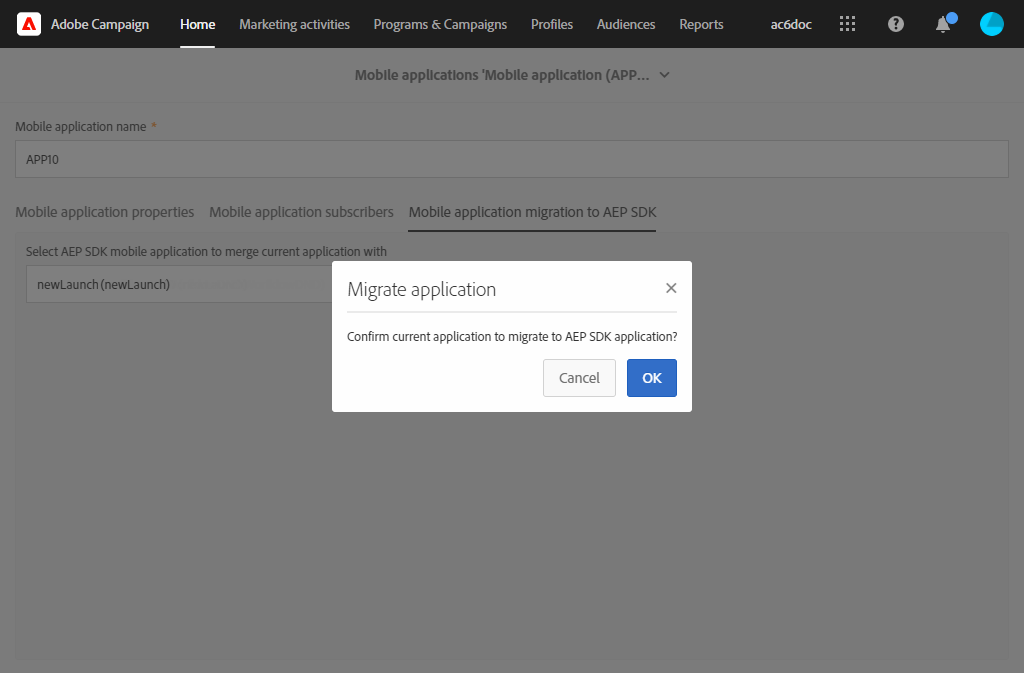 Adobe Campaign Home Marketing activities Programs & Campaigns Profiles Audiences Reports ac6doc
Mobile applications 'Mobile application (APP...
Mobile application name *
APP10
Mobile application properties Mobile application subscribers Mobile application migration to AEP SDK
Select AEP SDK mobile application to merge current application with
newLaunch (newLaunch)
Migrate application
Confirm current application to migrate to AEP SDK application?
Cancel OK